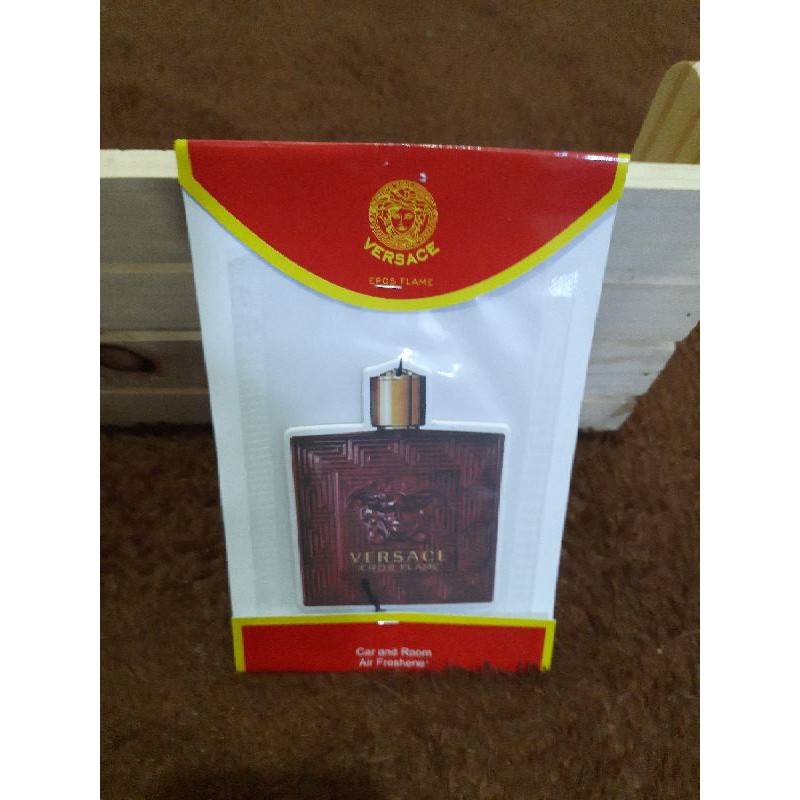 VERSACE
EROS FLAME
VERSACE
EROS FLAME
Car and Room
Air Freshener